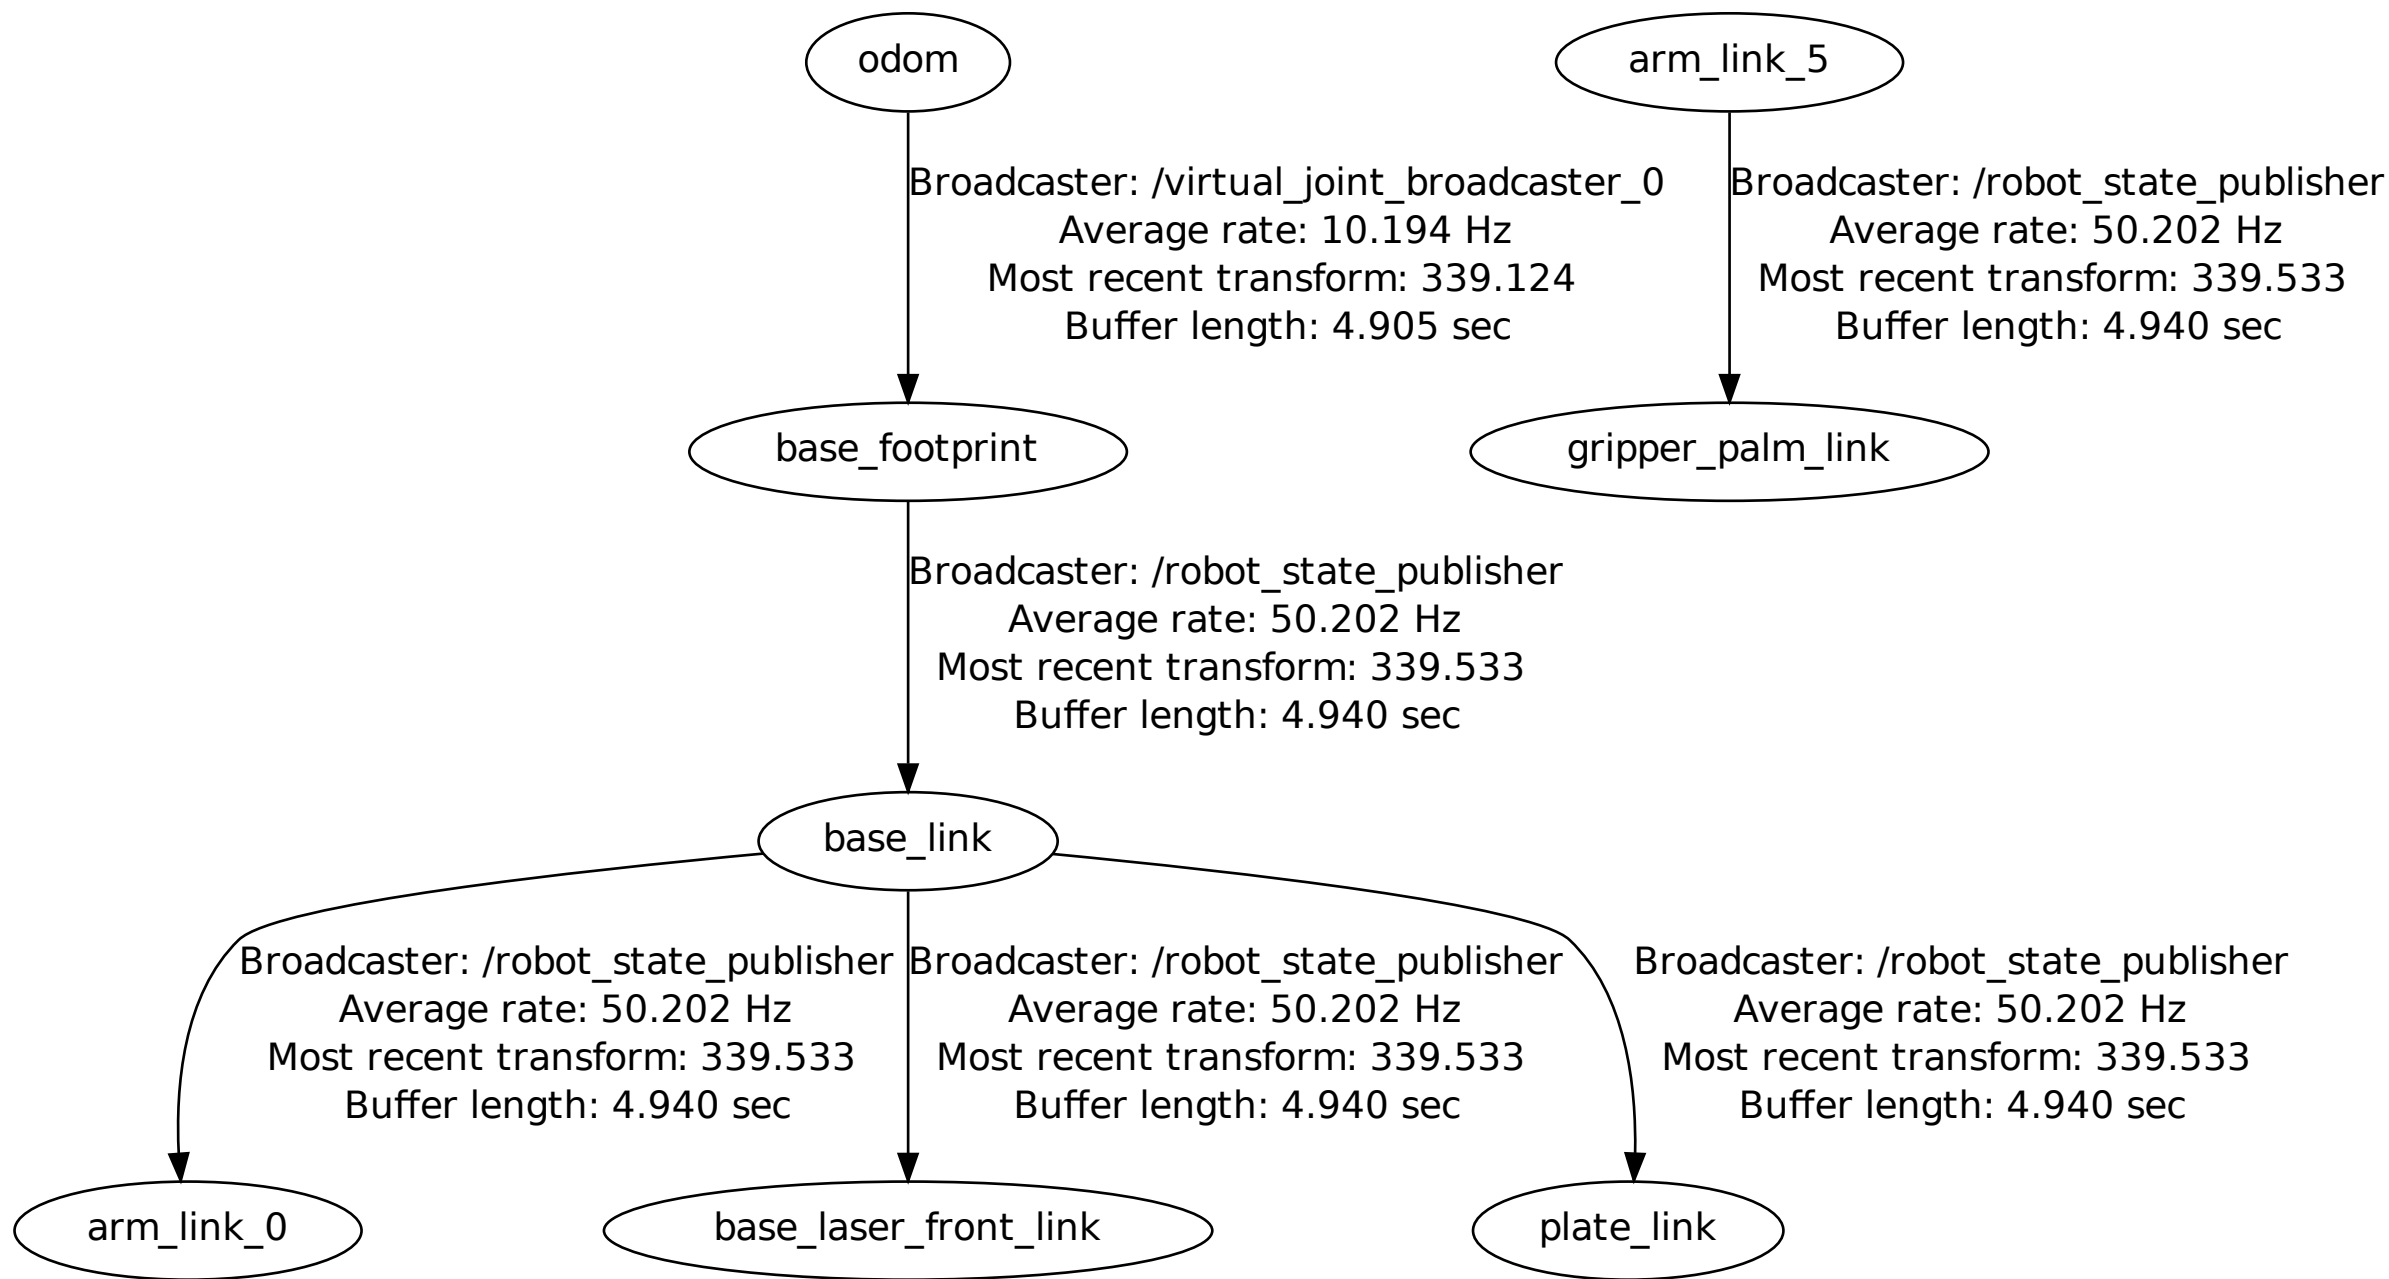 odom
arm_link_5
Broadcaster: /virtual_joint_broadcaster_0
Average rate: 10.194 Hz
Most recent transform: 339.124
Buffer length: 4.905 sec
Broadcaster: /robot_state_publisher
Average rate: 50.202 Hz
Most recent transform: 339.533
Buffer length: 4.940 sec
base_footprint
gripper_palm_link
Broadcaster: /robot_state_publisher
Average rate: 50.202 Hz
Most recent transform: 339.533
Buffer length: 4.940 sec
base_link
Broadcaster: /robot_state_publisher
Average rate: 50.202 Hz
Most recent transform: 339.533
Buffer length: 4.940 sec
Broadcaster: /robot_state_publisher
Average rate: 50.202 Hz
Most recent transform: 339.533
Buffer length: 4.940 sec
Broadcaster: /robot_state_publisher
Average rate: 50.202 Hz
Most recent transform: 339.533
Buffer length: 4.940 sec
arm_link_0
base_laser_front_link
plate_link